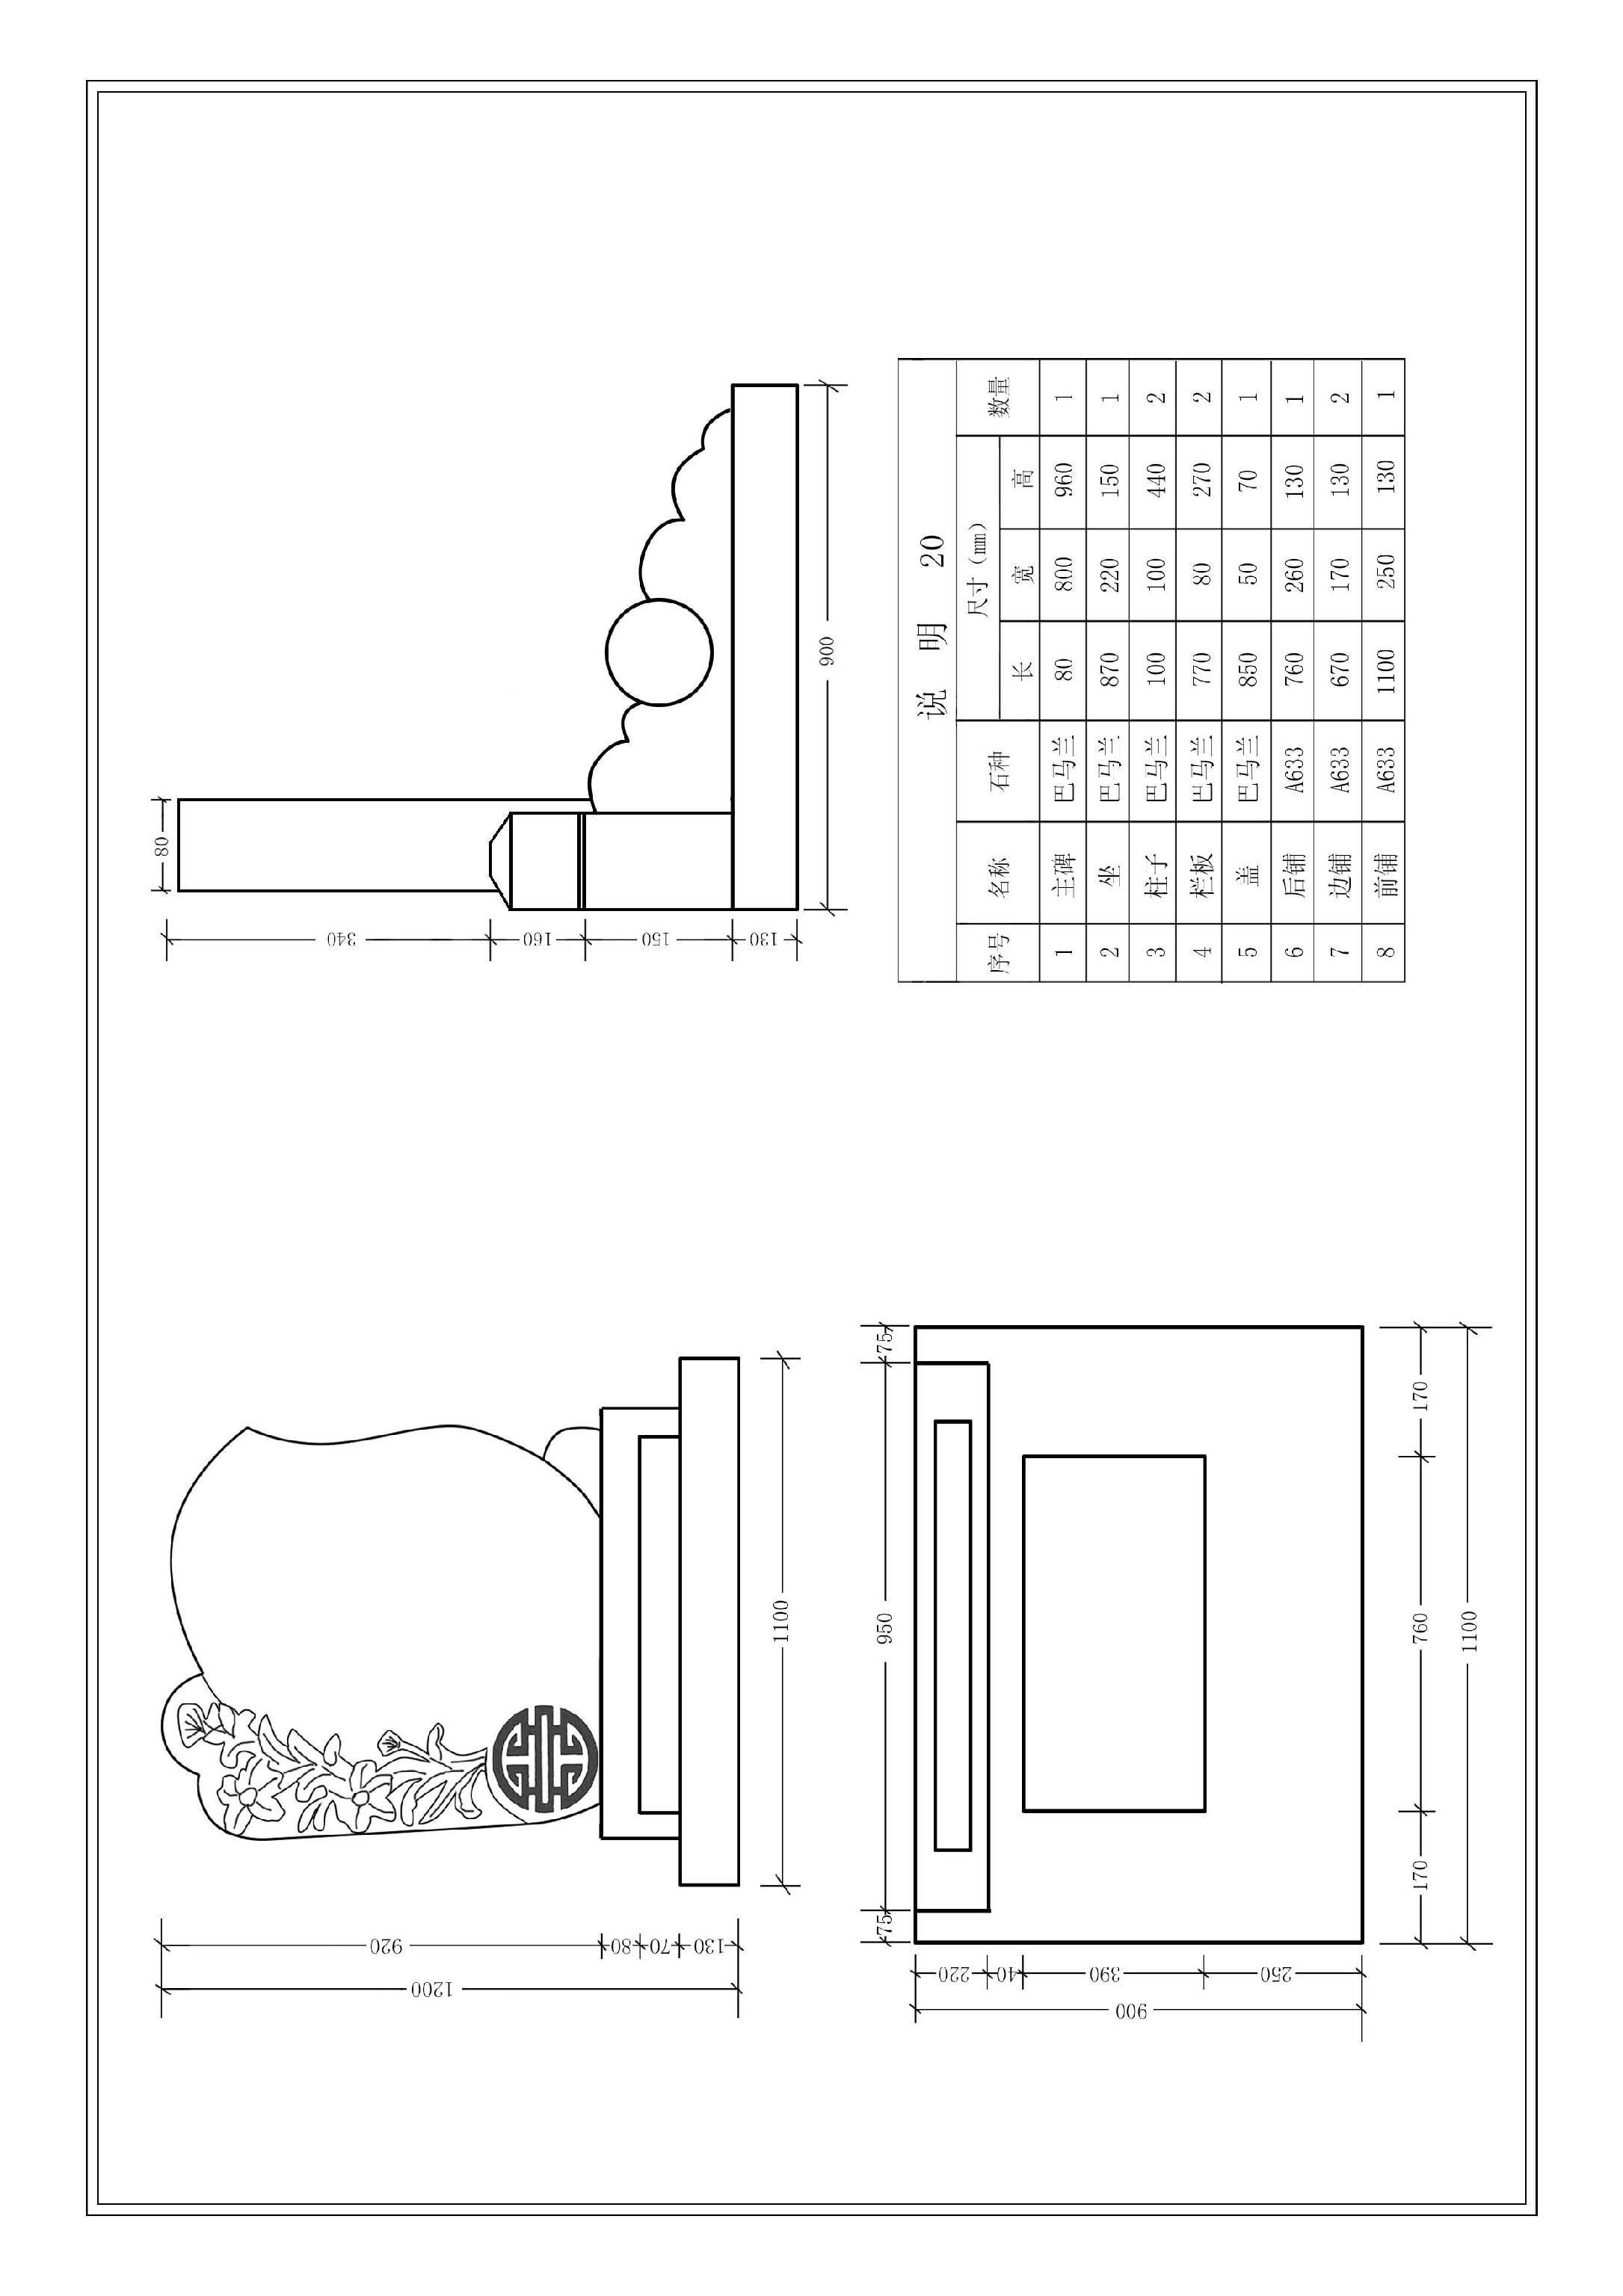 920
80
70
130
1200
1100
80
340
160
150
130
900
75
950
75
220
40
390
250
900
170
760
170
1100
说 明 20
序号 名称 石种 尺寸（mm） 数量
长 宽 高
1 主碑 巴马兰 80 800 960 1
2 坐 巴马兰 870 220 150 1
3 柱子 巴马兰 100 100 440 2
4 栏板 巴马兰 770 80 270 2
5 盖 巴马兰 850 50 70 1
6 后铺 A633 760 260 130 1
7 边铺 A633 670 170 130 2
8 前铺 A633 1100 250 130 1